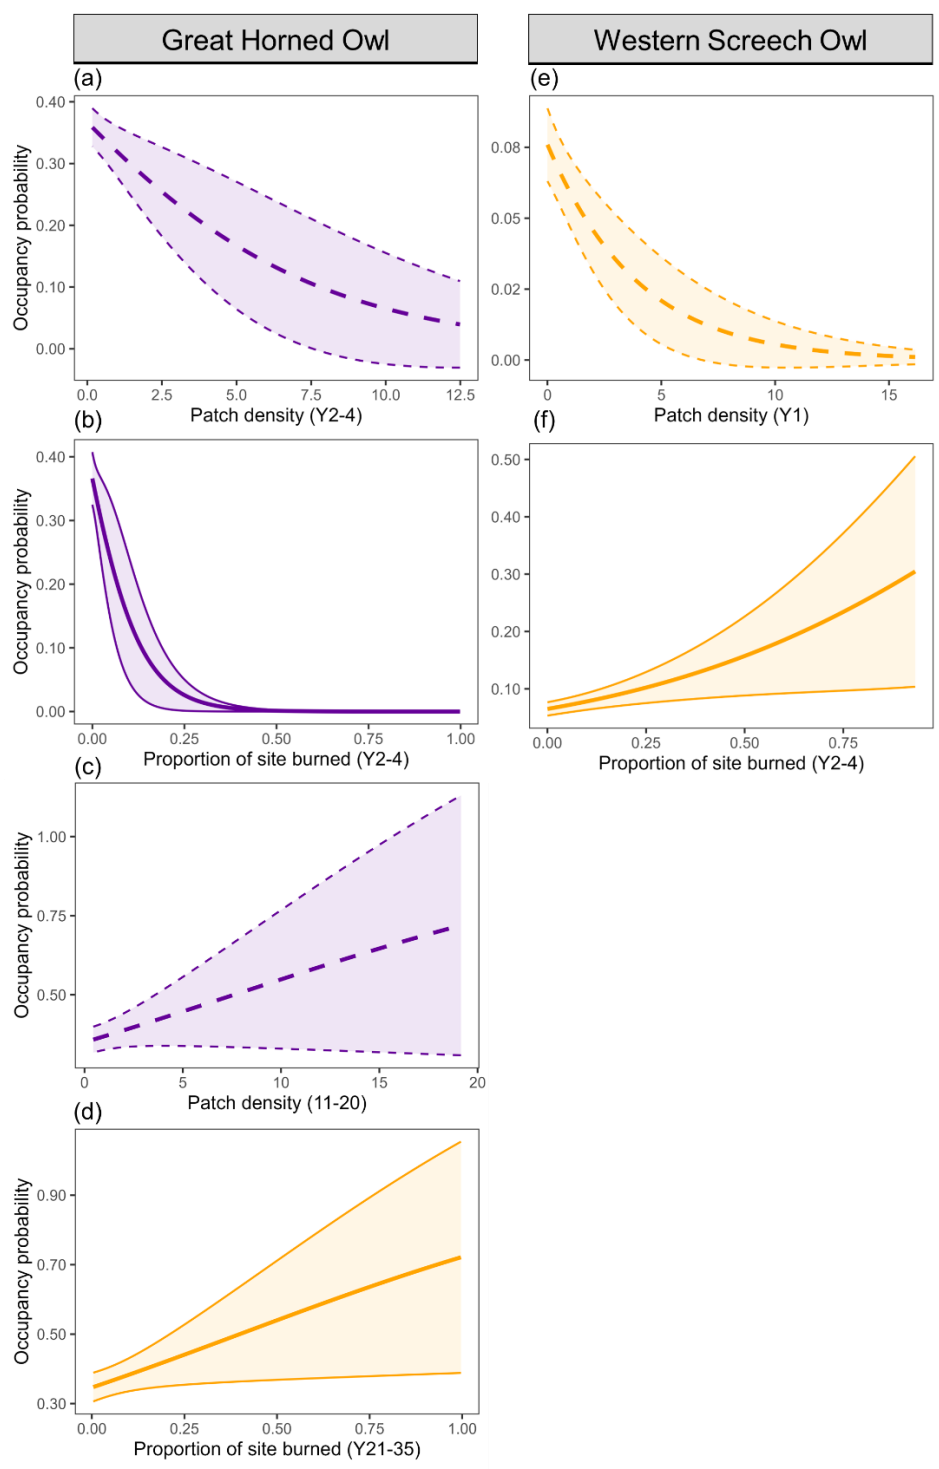 Great Horned Owl
Western Screech Owl
(a)
Occupancy probability
0.40
0.30
0.20
0.10
0.00
0.0 2.5 5.0 7.5 10.0 12.5
Patch density (Y2-4)
(e)
Occupancy probability
0.08
0.05
0.02
0.00
0 5 10 15
Patch density (Y1)
(b)
Occupancy probability
0.40
0.30
0.20
0.10
0.00
0.00 0.25 0.50 0.75 1.00
Proportion of site burned (Y2-4)
(f)
0.50
0.30
0.20
0.10
0.00 0.25 0.50 0.75
Proportion of site burned (Y2-4)
(c)
Occupancy probability
1.00
0.75
0.50
0 5 10 15 20
Patch density (11-20)
(d)
Occupancy probability
0.90
0.70
0.50
0.30
0.00 0.25 0.50 0.75 1.00
Proportion of site burned (Y21-35)